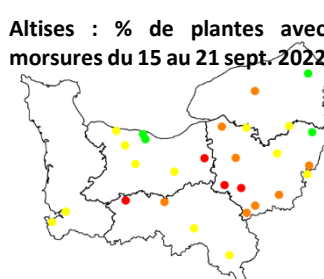 Altises : % de plantes avec
morsures du 15 au 21 sept. 2022